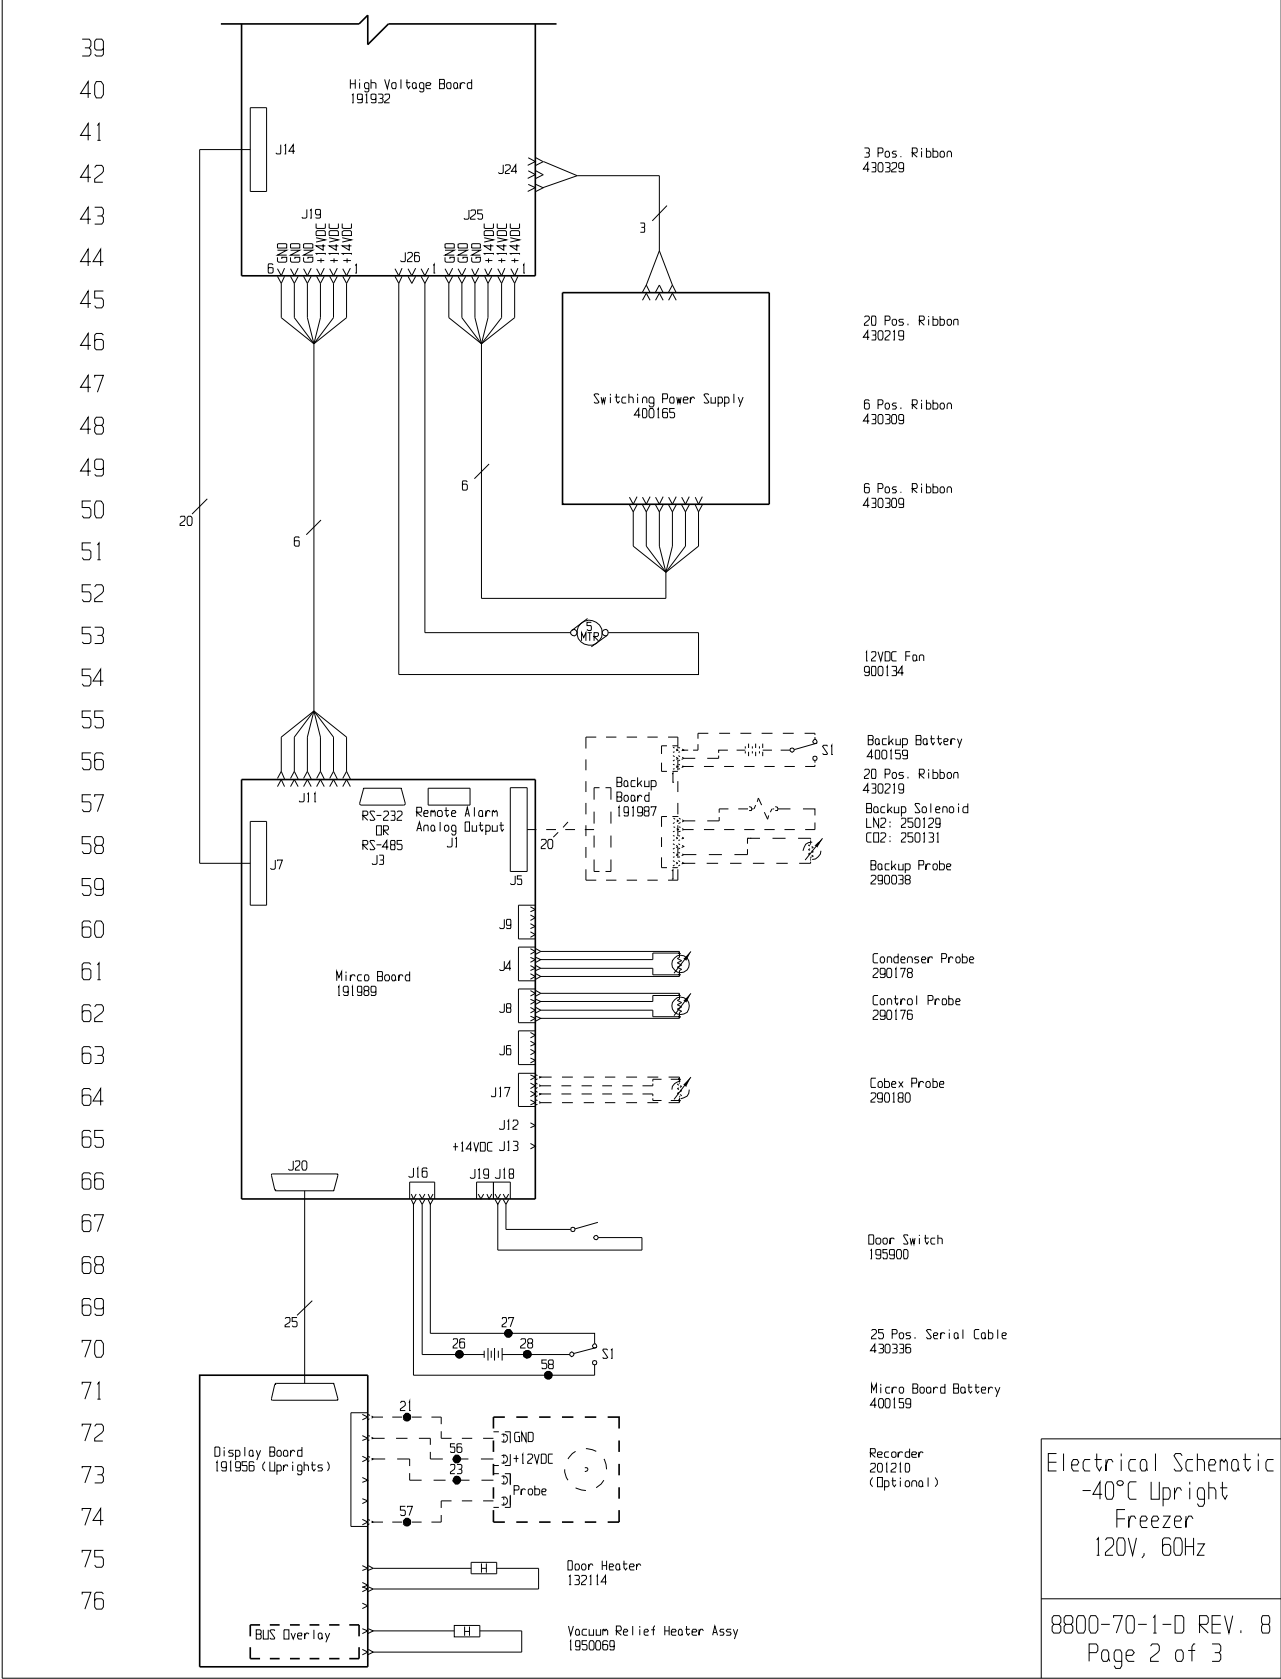 39
40
High Voltage Board
191932
41
J14
3 Pos. Ribbon
430329
42
J24
43
J19
GND
GND
GND
+14VDC
+14VDC
+14VDC
J25
GND
GND
GND
+14VDC
+14VDC
+14VDC
3
44
6
1
J26
1
1
45
20 Pos. Ribbon
430219
46
47
Switching Power Supply
400165
6 Pos. Ribbon
430309
48
49
6
6 Pos. Ribbon
430309
50
20
6
51
52
53
5
MTR
12VDC Fan
900134
54
55
Backup Battery
400159
S1
56
20 Pos. Ribbon
430219
Backup
Board
191987
1
57
J11
RS-232
OR
RS-485
J3
Remote Alarm
Analog Output
J1
Backup Solenoid
LN2: 250129
CO2: 250131
58
20
J7
J5
1
Backup Probe
290038
59
60
J9
61
J4
Condenser Probe
290178
Mirco Board
191989
62
J8
Control Probe
290176
63
J6
64
J17
Cobex Probe
290180
J12
65
+14VDC J13
66
J20
J16
J19 J18
67
Door Switch
195900
68
69
25
27
25 Pos. Serial Cable
430336
70
26
28
S1
58
71
Micro Board Battery
400159
21
72
GND
Display Board
191956 (Uprights)
56
+12VDC
Recorder
201210
(Optional)
73
23
Probe
74
57
75
H
Door Heater
132114
76
BUS Overlay
H
Vacuum Relief Heater Assy
1950069
Electrical Schematic
-40°C Upright
Freezer
120V, 60Hz
8800-70-1-D REV. 8
Page 2 of 3